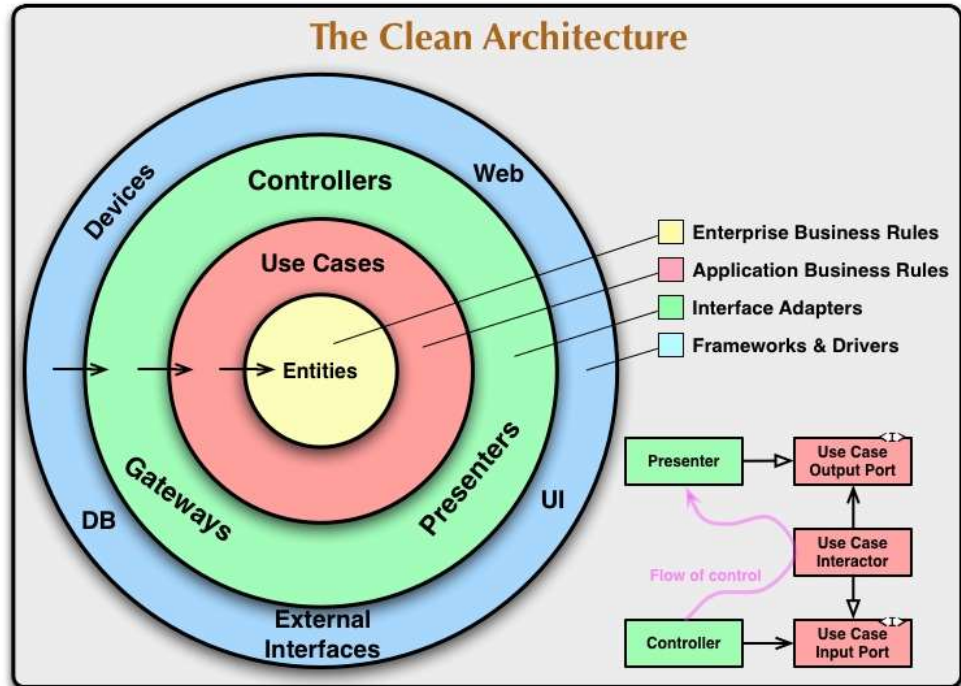 The Clean Architecture
Devices
Web
Controllers
Use Cases
Entities
Gateways
Presenters
DB
UI
External
Interfaces
Enterprise Business Rules
Application Business Rules
Interface Adapters
Frameworks & Drivers
Presenter
<I>
Use Case
Output Port
Use Case
Interactor
Flow of control
Controller
<I>
Use Case
Input Port